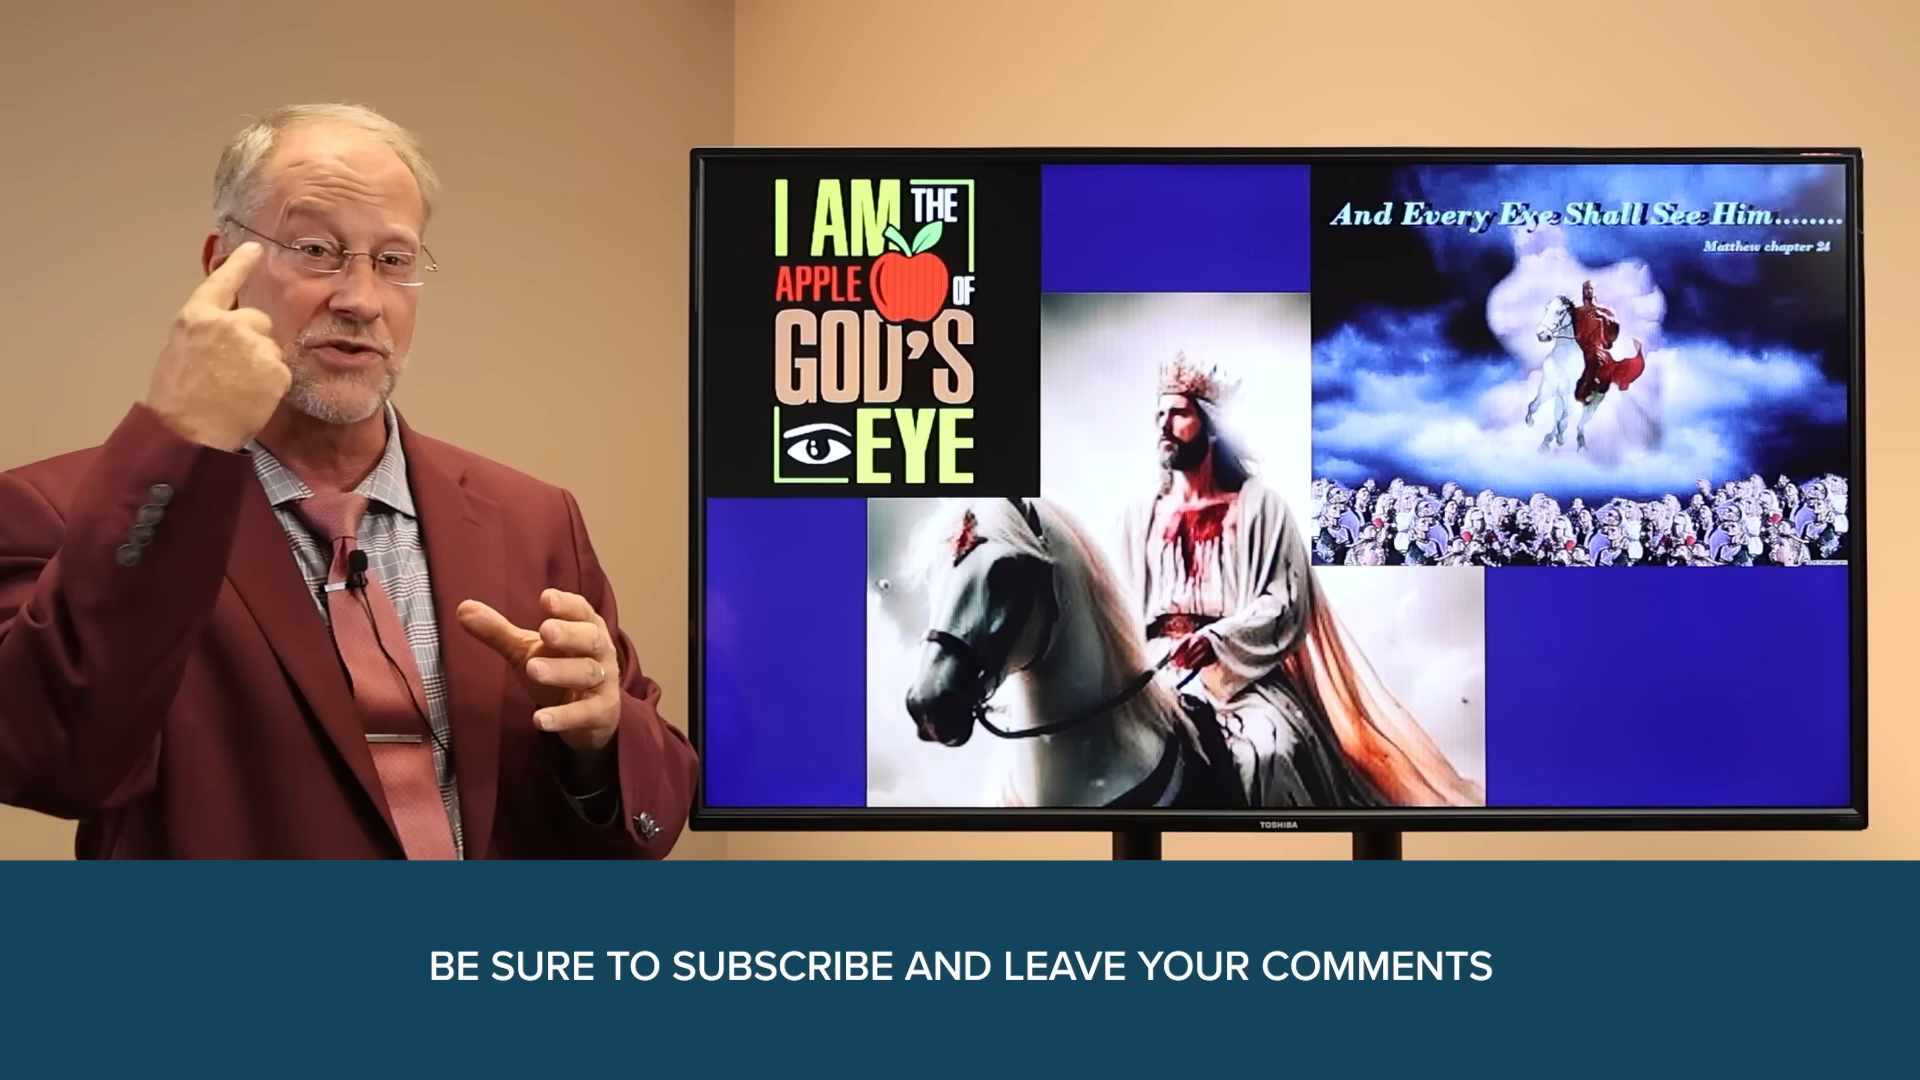 I AM THE
APPLE OF
GOD'S
EYE
And Every Eye Shall See Him........
Matthew chapter 24
TOSHIBA
BE SURE TO SUBSCRIBE AND LEAVE YOUR COMMENTS